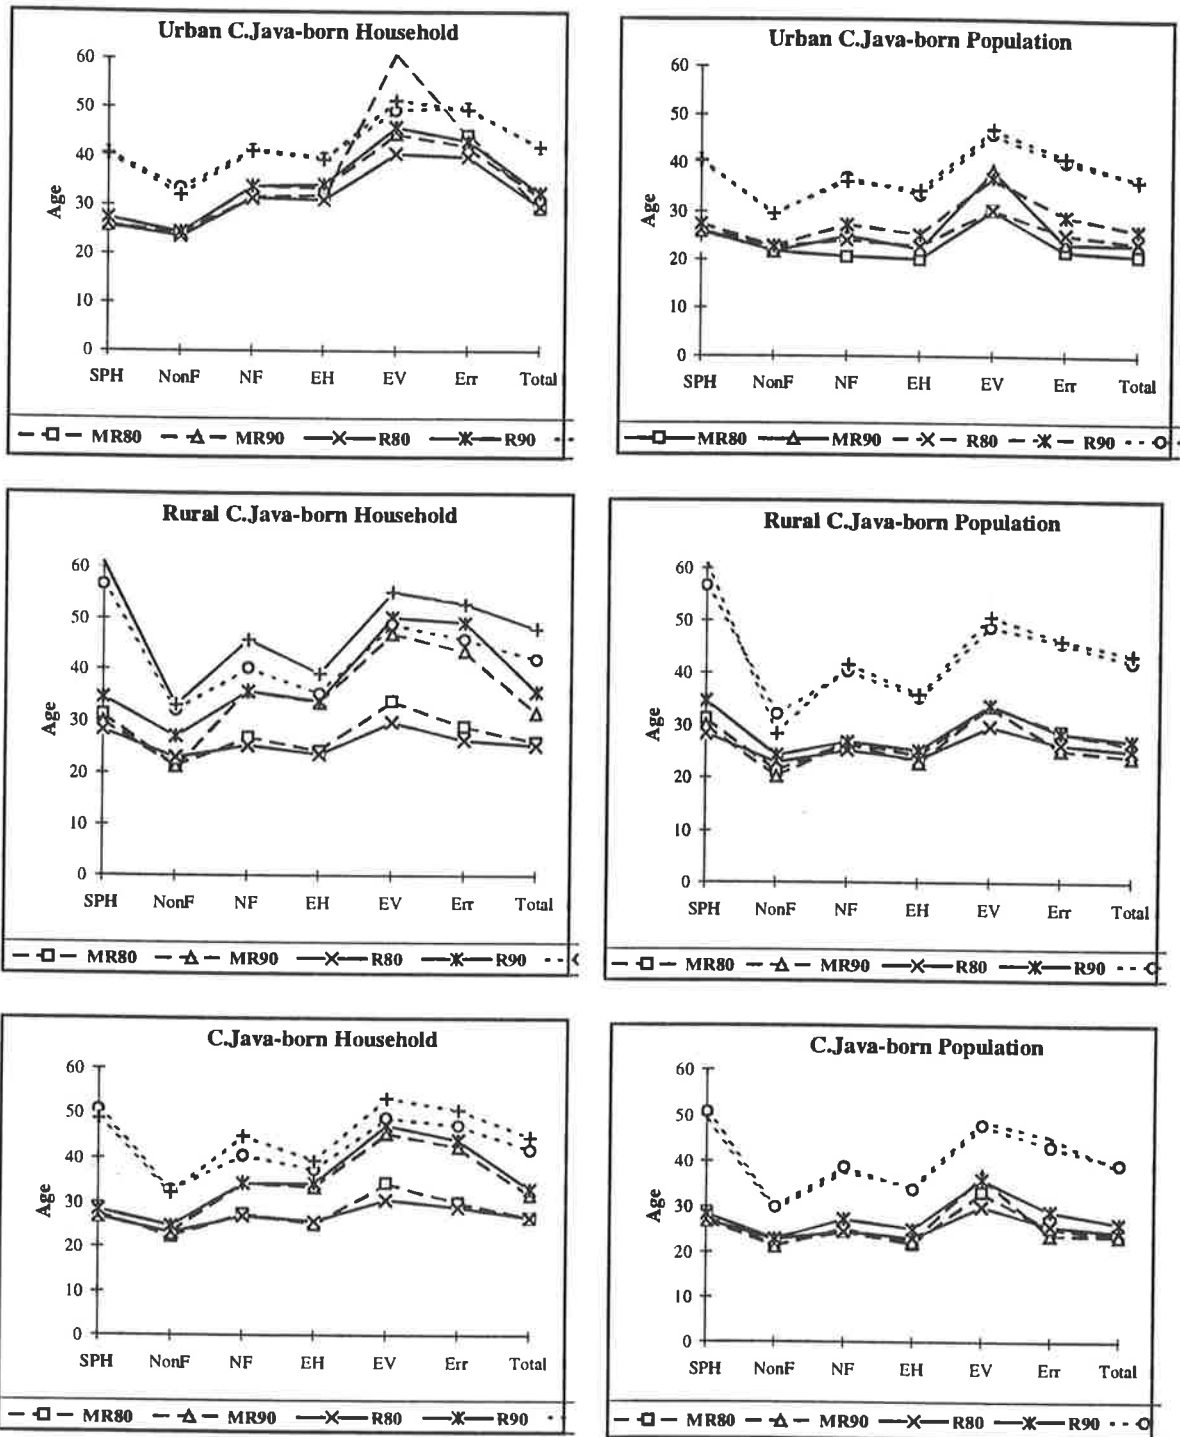 Urban C.Java-born Household
60
50
40
30
20
10
0
Age
SPH NonF NF EH EV Err Total
MR80 MR90 R80 R90
Urban C.Java-born Population
60
50
40
30
20
10
0
Age
SPH NonF NF EH EV Err Total
MR80 MR90 R80 R90
Rural C.Java-born Household
60
50
40
30
20
10
0
Age
SPH NonF NF EH EV Err Total
MR80 MR90 R80 R90
Rural C.Java-born Population
60
50
40
30
20
10
0
Age
SPH NonF NF EH EV Err Total
MR80 MR90 R80 R90
C.Java-born Household
60
50
40
30
20
10
0
Age
SPH NonF NF EH EV Err Total
MR80 MR90 R80 R90
C.Java-born Population
60
50
40
30
20
10
0
Age
SPH NonF NF EH EV Err Total
MR80 MR90 R80 R90